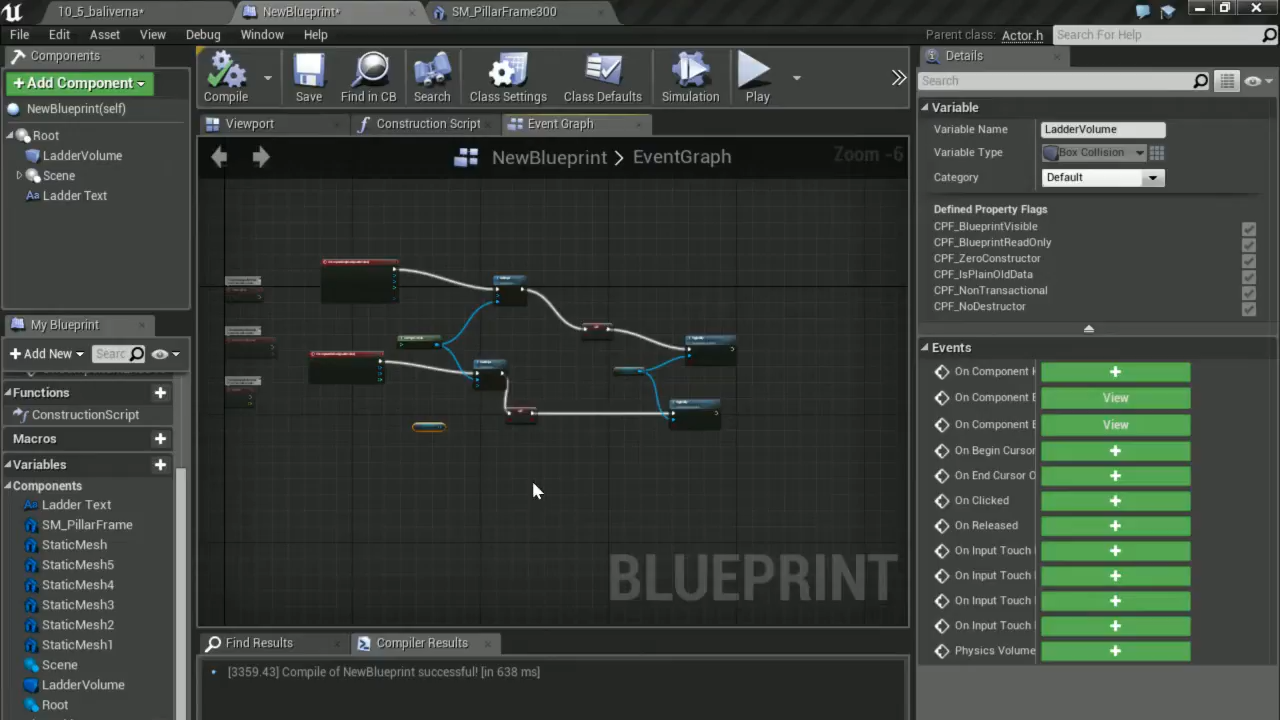 10_5_baliverna*
NewBlueprint*
SM_PillarFrame300
File Edit Asset View Debug Window Help
Parent class: Actor.h
Search For Help
Components
+ Add Component
NewBlueprint(self)
Root
LadderVolume
Scene
Aa Ladder Text
Compile
Save
Find in CB
Search
Class Settings
Class Defaults
Simulation
Play
Viewport
Construction Script
Event Graph
NewBlueprint > EventGraph
Zoom -6
BLUEPRINT
My Blueprint
+ Add New
Searc
Functions
ConstructionScript
Macros
Variables
Components
Ladder Text
SM_PillarFrame
StaticMesh
StaticMesh5
StaticMesh4
StaticMesh3
StaticMesh2
StaticMesh1
Scene
LadderVolume
Root
Find Results
Compiler Results
[3359.43] Compile of NewBlueprint successful! [in 638 ms]
Details
Search
Variable
Variable Name LadderVolume
Variable Type Box Collision
Category Default
Defined Property Flags
CPF_BlueprintVisible
CPF_BlueprintReadOnly
CPF_ZeroConstructor
CPF_IsPlainOldData
CPF_NonTransactional
CPF_NoDestructor
Events
On Component H +
On Component E View
On Component E View
On Begin Cursor +
On End Cursor O +
On Clicked +
On Released +
On Input Touch +
On Input Touch +
On Input Touch +
On Input Touch +
Physics Volume +